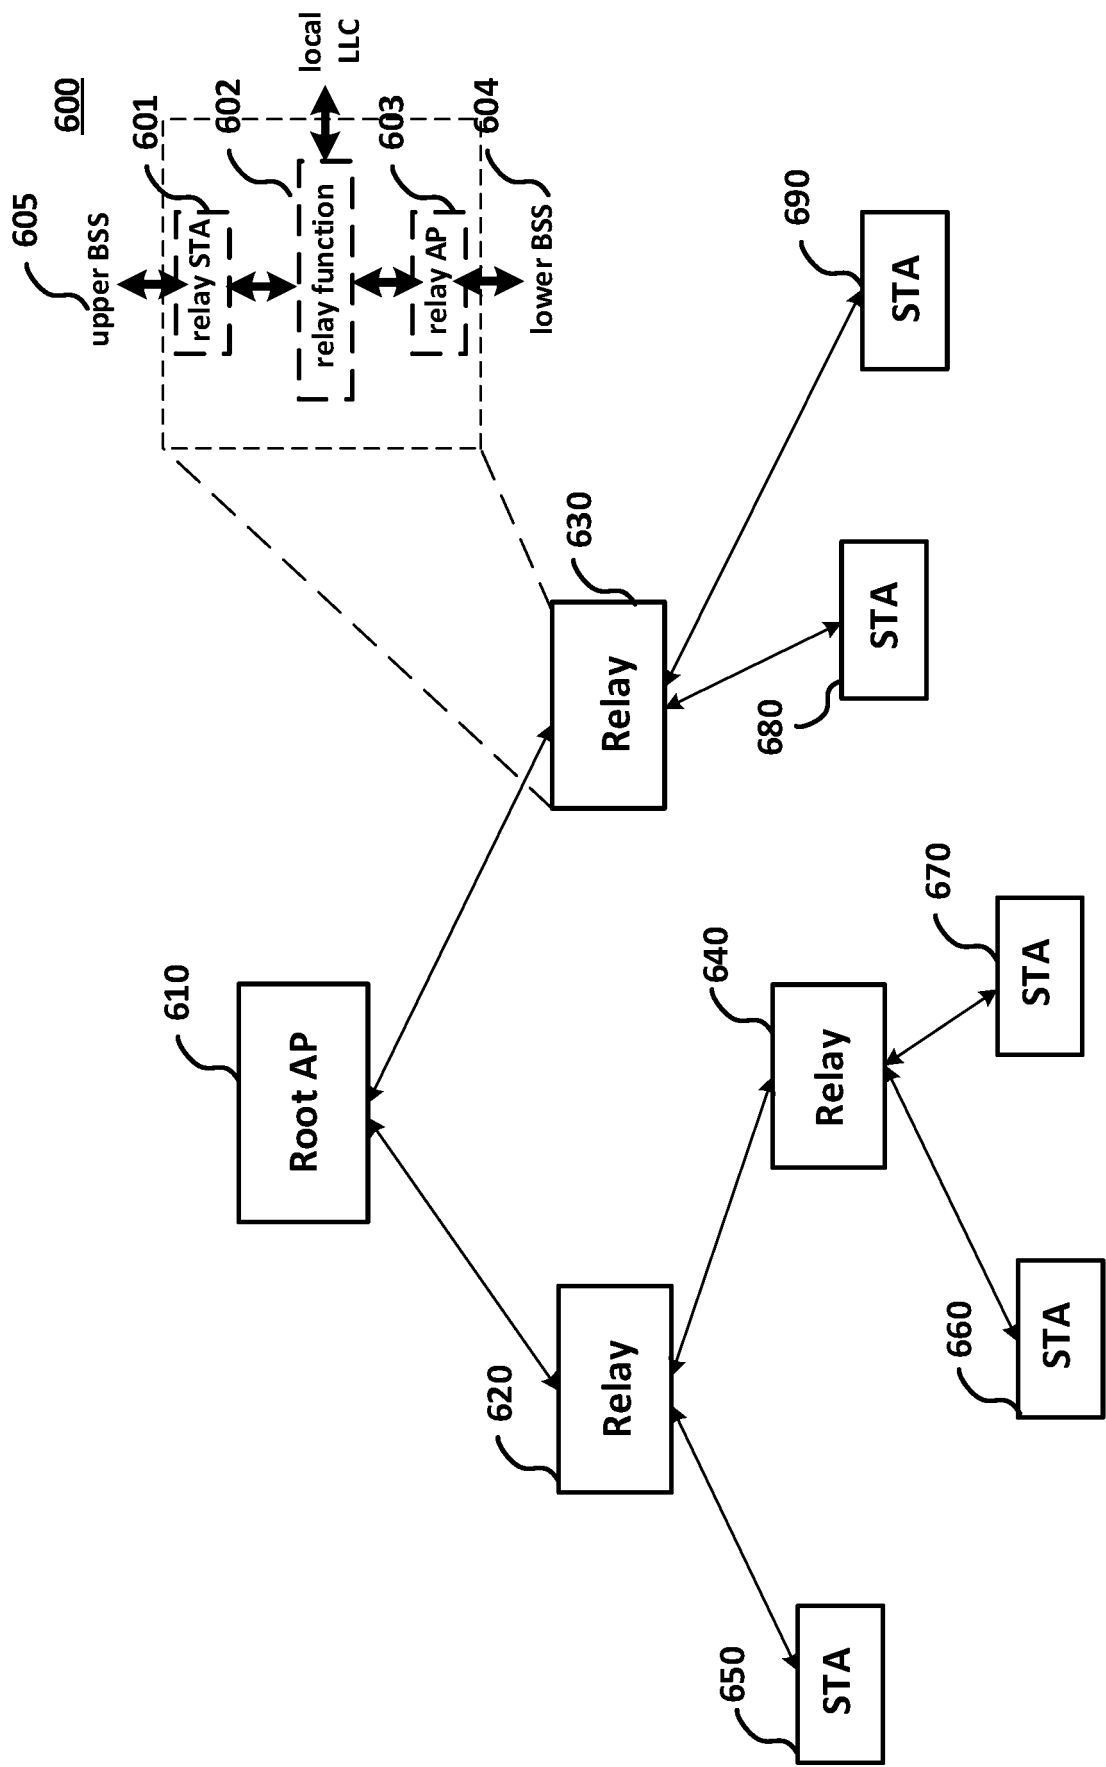 600
605
upper BSS
601
relay STA
602
relay function
local
LLC
603
relay AP
604
lower BSS
610
Root AP
620
Relay
630
Relay
640
Relay
650
STA
660
STA
670
STA
680
STA
690
STA